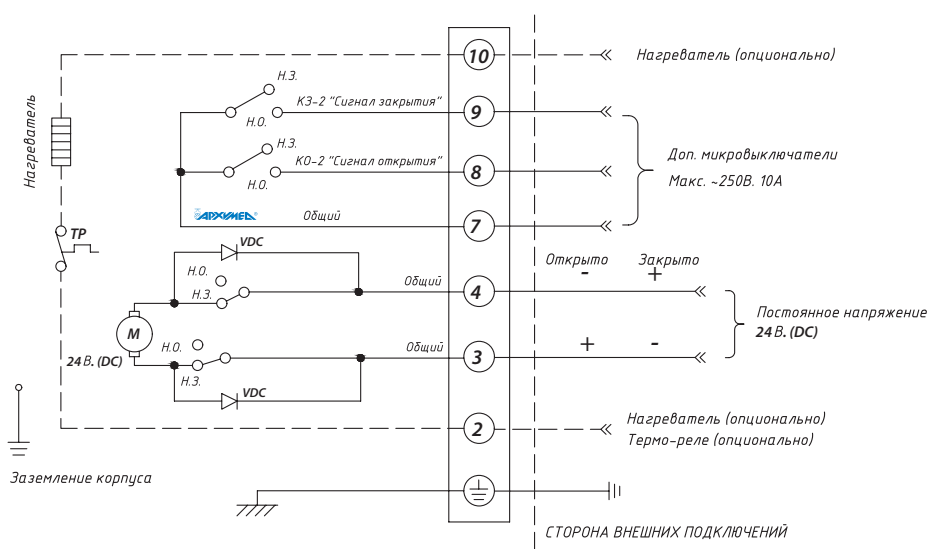 10
Нагреватель (опционально)
Нагреватель
Н.З.
КЗ-2 "Сигнал закрытия"
Н.О.
9
Н.З.
КО-2 "Сигнал открытия"
Н.О.
8
Доп. микровыключатели
Макс. ~250В. 10А
АРХИМЕД®
Общий
7
ТР
VDC
Открыто
Закрыто
- +
Н.О.
Н.З.
Общий
4
Постоянное напряжение
24В. (DC)
М
24В. (DC)
Н.О.
Н.З.
Общий
3
+ -
VDC
2
Нагреватель (опционально)
Термо-реле (опционально)
Заземление корпуса
СТОРОНА ВНЕШНИХ ПОДКЛЮЧЕНИЙ